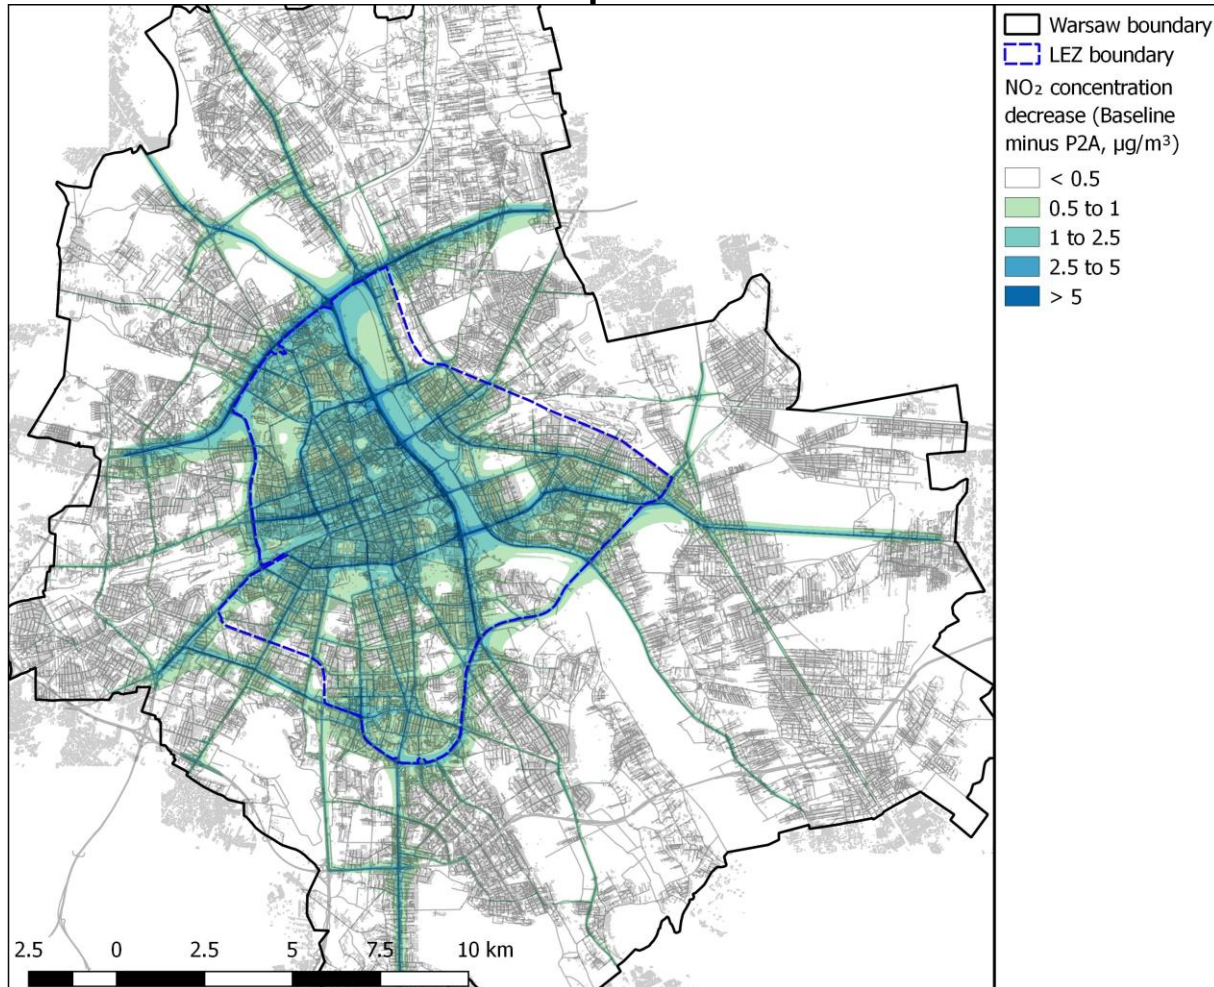 Warsaw boundary
LEZ boundary
NO₂ concentration
decrease (Baseline
minus P2A, µg/m³)
< 0.5
0.5 to 1
1 to 2.5
2.5 to 5
> 5
2.5 0 2.5 5 7.5 10 km